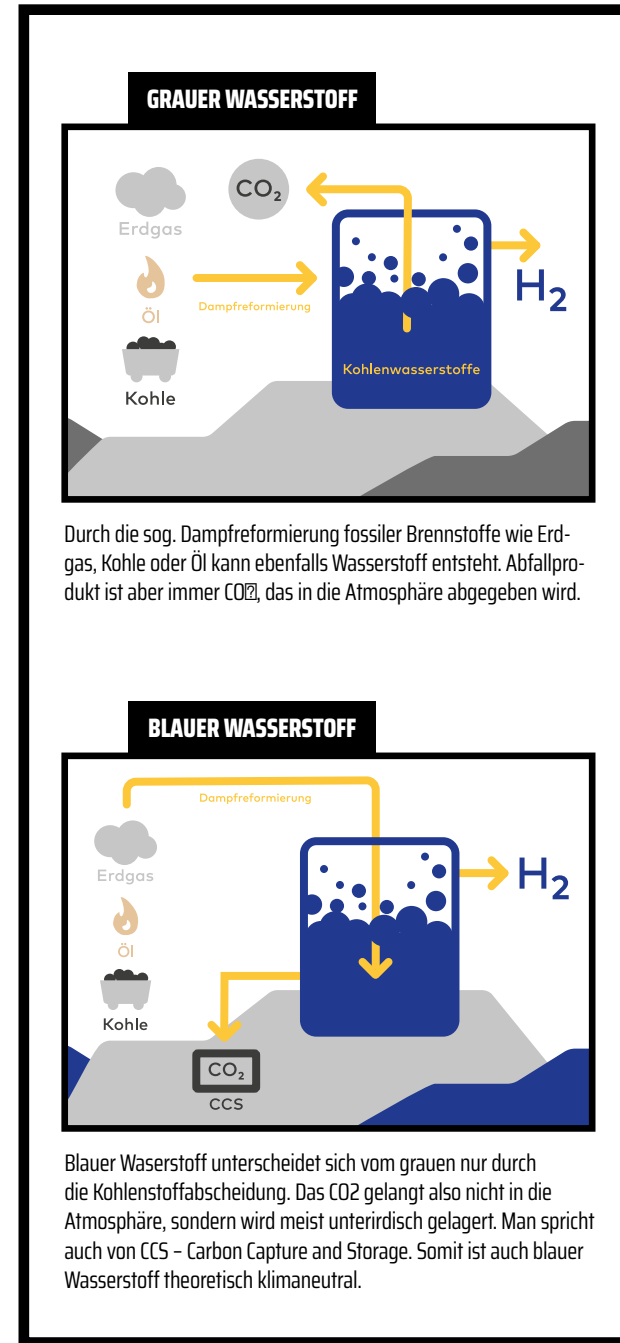 GRAUER WASSERSTOFF
CO₂
Erdgas
H₂
Dampfreformierung
Öl
Kohlenwasserstoffe
Kohle
Durch die sog. Dampfreformierung fossiler Brennstoffe wie Erd-
gas, Kohle oder Öl kann ebenfalls Wasserstoff entsteht. Abfallpro-
dukt ist aber immer CO⍰, das in die Atmosphäre abgegeben wird.
BLAUER WASSERSTOFF
Dampfreformierung
Erdgas
H₂
Öl
Kohle
CO₂
CCS
Blauer Waserstoff unterscheidet sich vom grauen nur durch
die Kohlenstoffabscheidung. Das CO2 gelangt also nicht in die
Atmosphäre, sondern wird meist unterirdisch gelagert. Man spricht
auch von CCS – Carbon Capture and Storage. Somit ist auch blauer
Wasserstoff theoretisch klimaneutral.